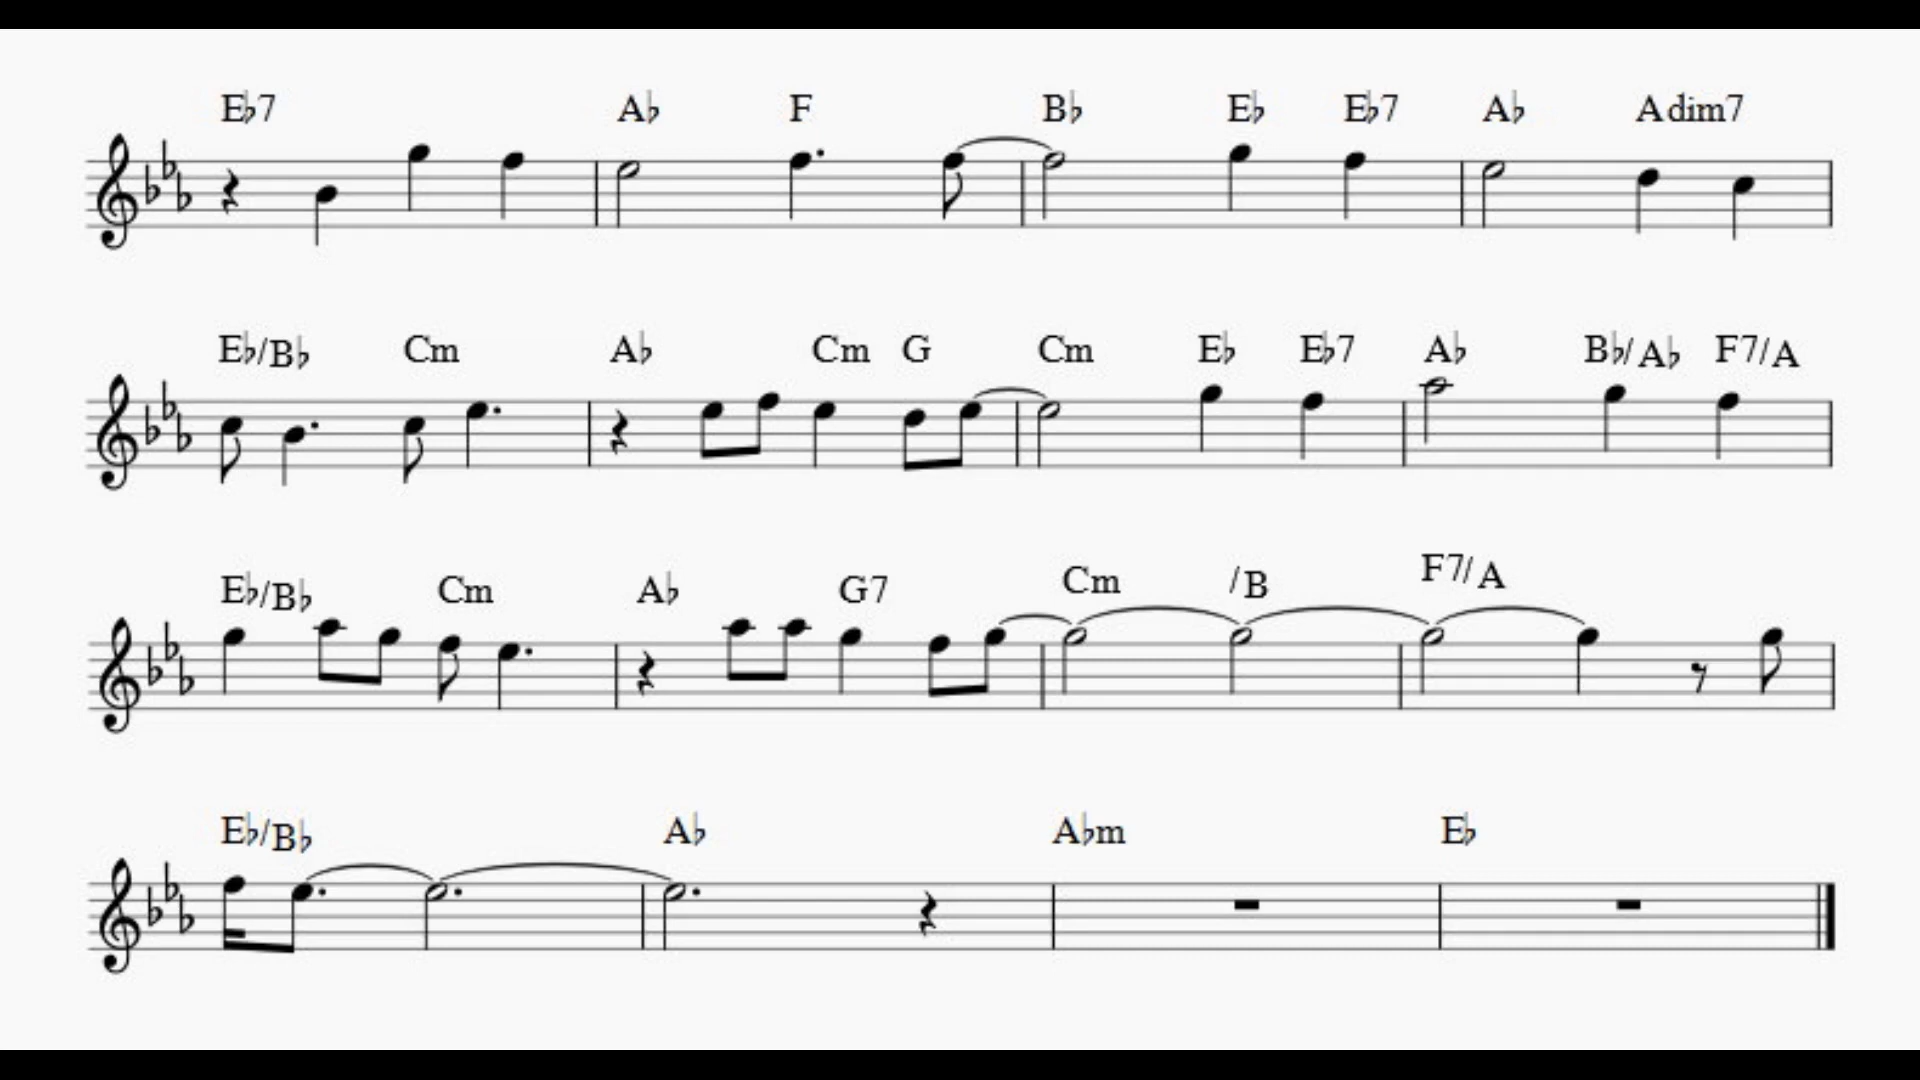 E♭7 A♭ F B♭ E♭ E♭7 A♭ Adim7
E♭/B♭ Cm A♭ Cm G Cm E♭ E♭7 A♭ B♭/A♭ F7/A
E♭/B♭ Cm A♭ G7 Cm /B F7/A
E♭/B♭ A♭ A♭m E♭